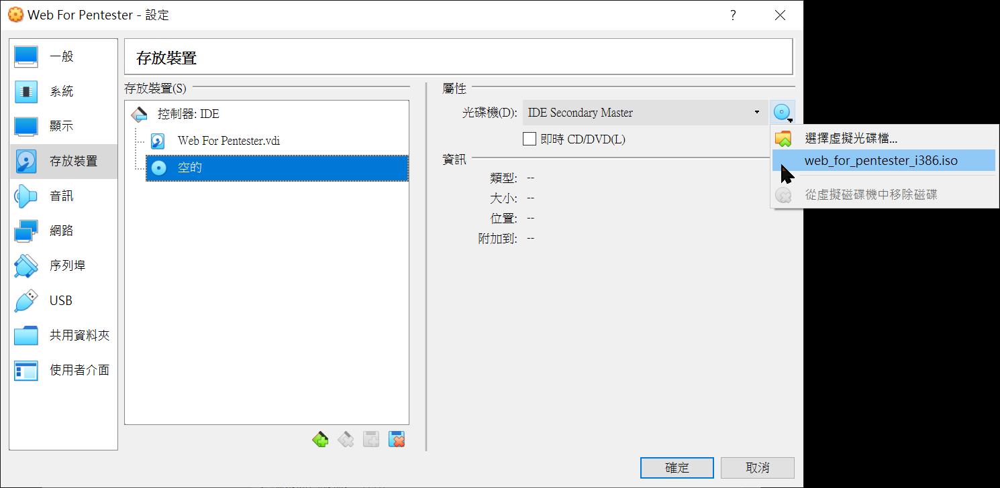 Web For Pentester - 設定
?
一般
系統
顯示
存放裝置
音訊
網路
序列埠
USB
共用資料夾
使用者介面
存放裝置
存放裝置(S)
控制器: IDE
Web For Pentester.vdi
空的
屬性
光碟機(D): IDE Secondary Master
即時 CD/DVD(L)
資訊
類型: --
大小: --
位置: --
附加到: --
選擇虛擬光碟檔...
web_for_pentester_i386.iso
從虛擬磁碟機中移除磁碟
確定
取消